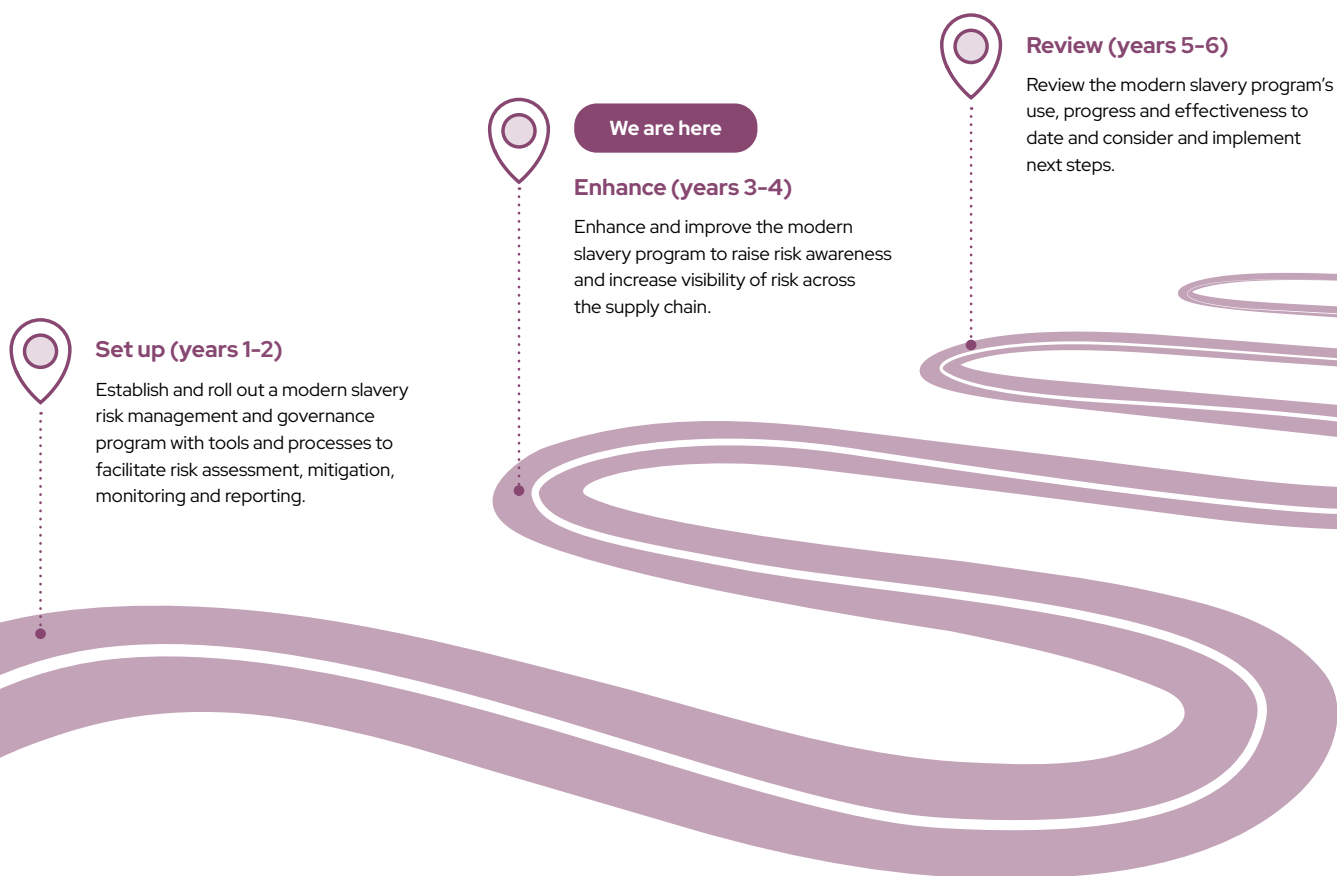 Set up (years 1-2)
Establish and roll out a modern slavery
risk management and governance
program with tools and processes to
facilitate risk assessment, mitigation,
monitoring and reporting.
We are here
Enhance (years 3-4)
Enhance and improve the modern
slavery program to raise risk awareness
and increase visibility of risk across
the supply chain.
Review (years 5-6)
Review the modern slavery program’s
use, progress and effectiveness to
date and consider and implement
next steps.